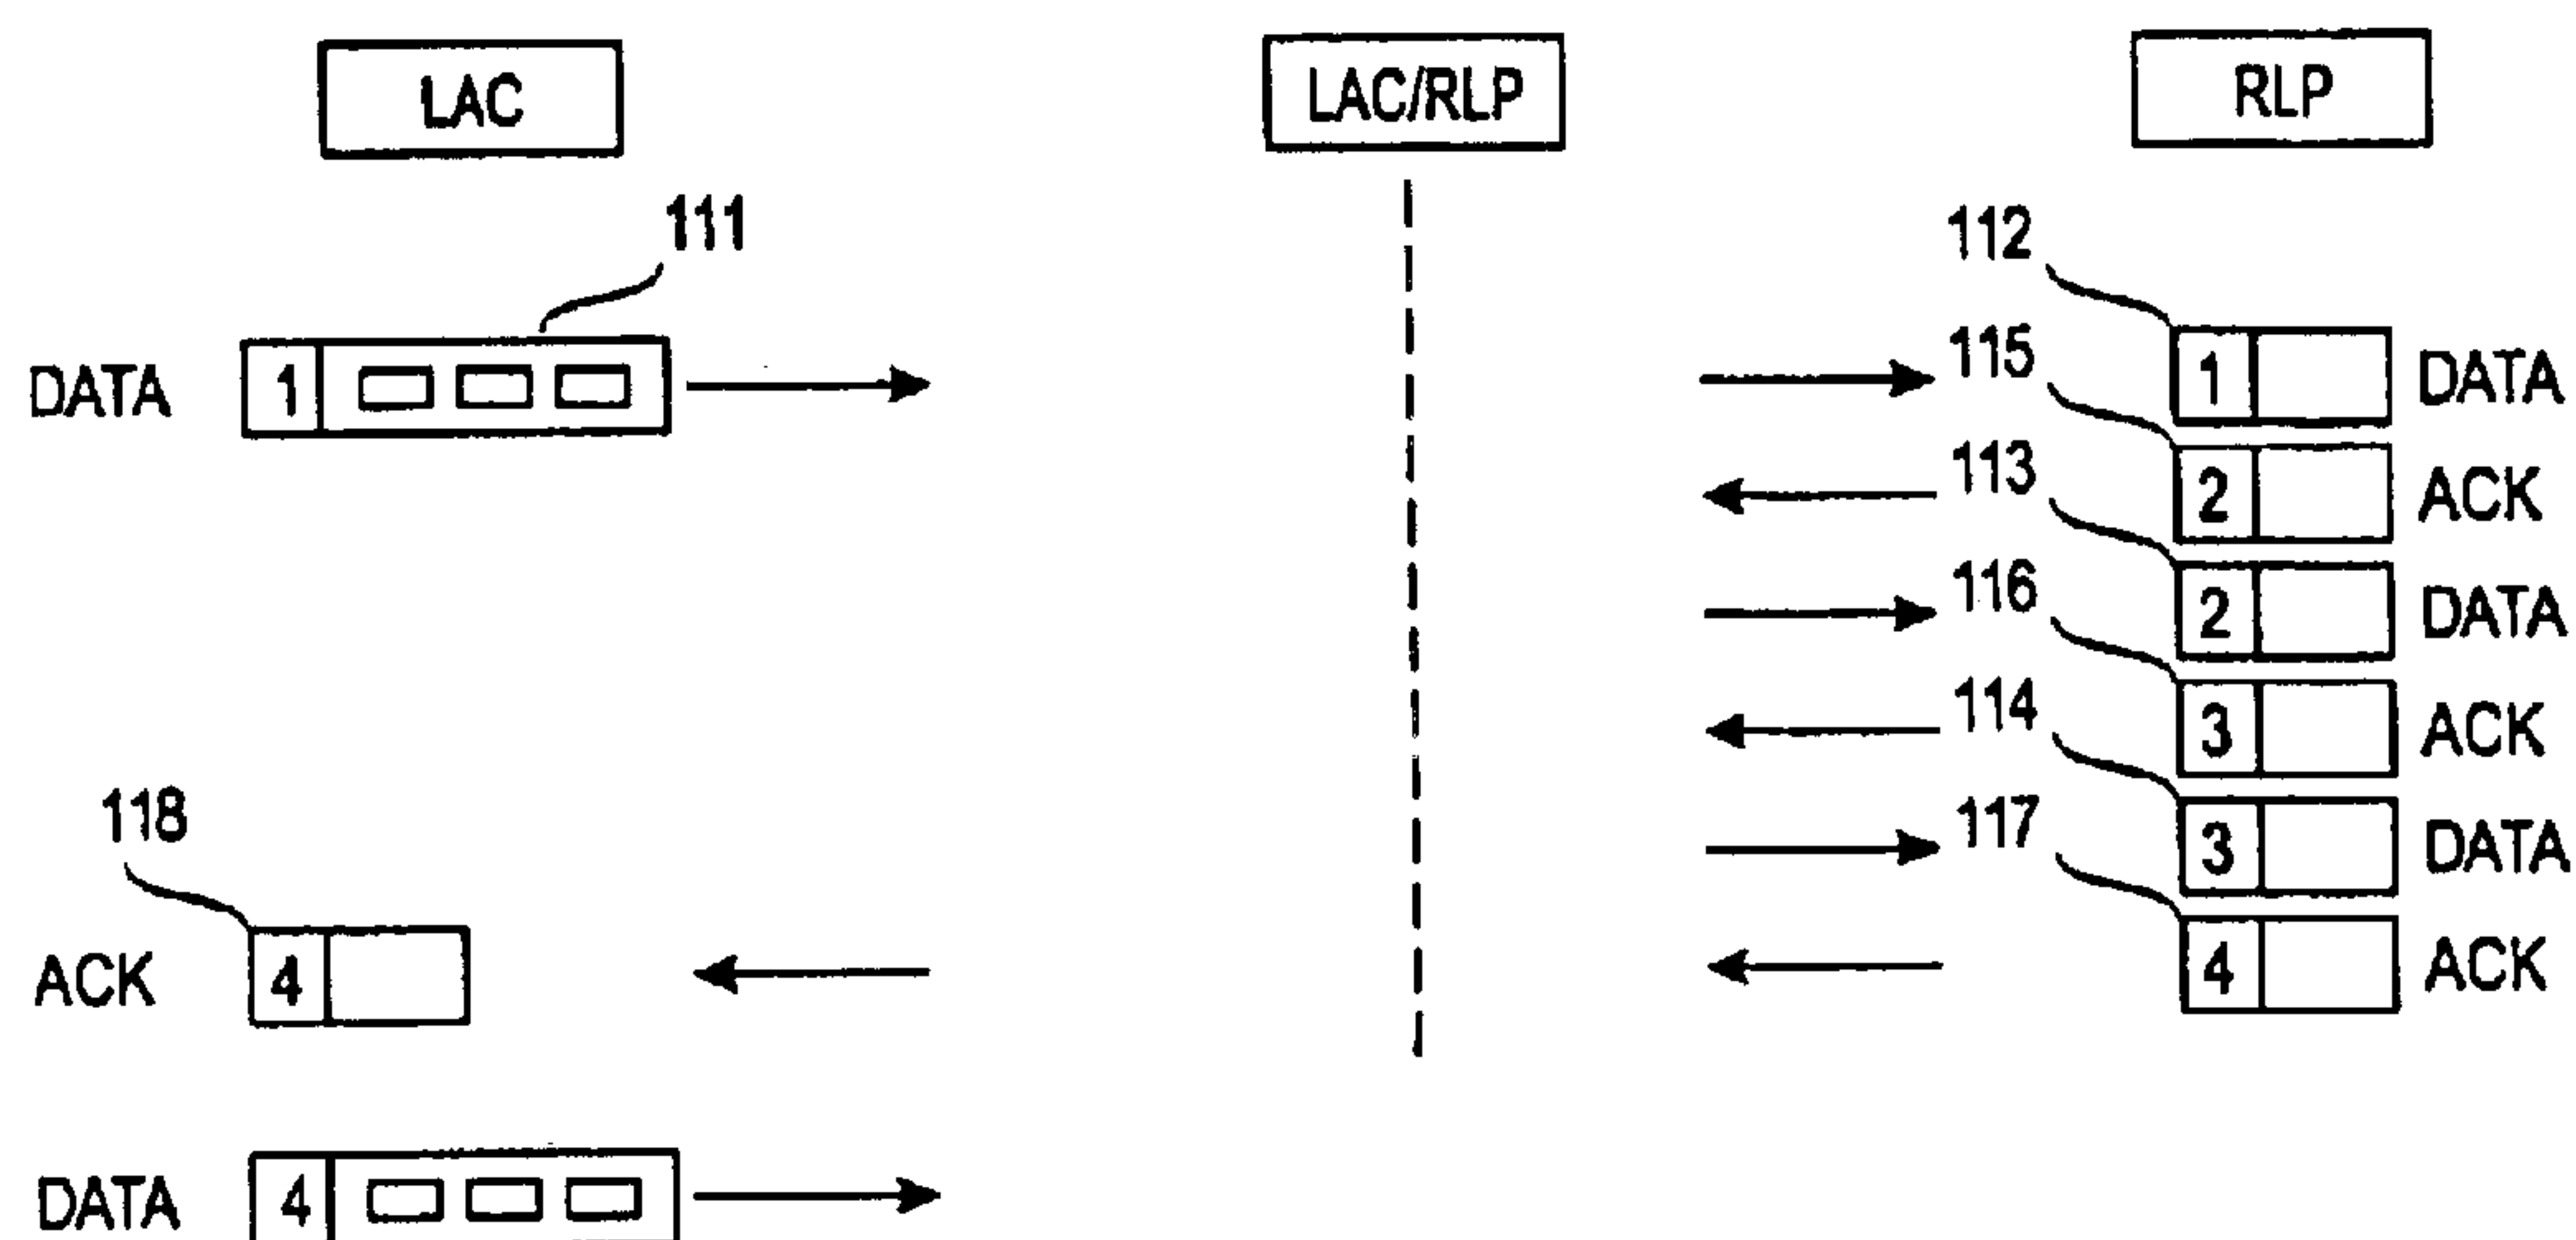 LAC LAC/RLP RLP
111
112
DATA 1 115 1 DATA
113 2 ACK
116 2 DATA
114 3 ACK
118 117 3 DATA
ACK 4 4 ACK
DATA 4